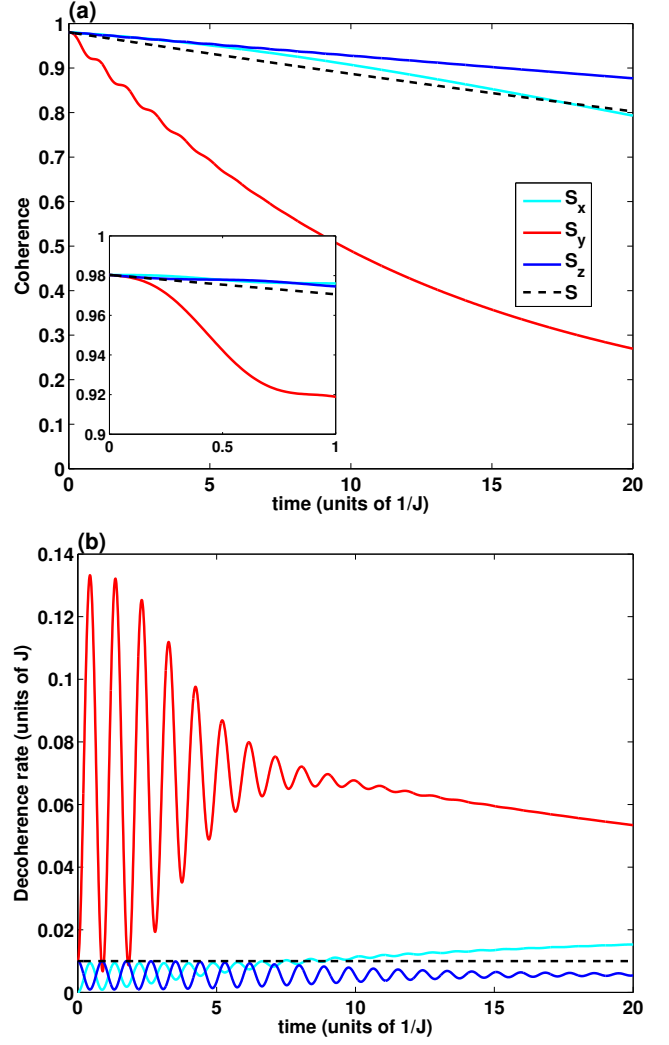 (a)
1
0.9
0.8
0.7
0.6
0.5
0.4
0.3
0.2
0.1
0
Coherence
S_x
S_y
S_z
S
1
0.98
0.96
0.94
0.92
0.9
0 0.5 1
0 5 10 15 20
time (units of 1/J)
(b)
0.14
0.12
0.1
0.08
0.06
0.04
0.02
0
Decoherence rate (units of J)
0 5 10 15 20
time (units of 1/J)